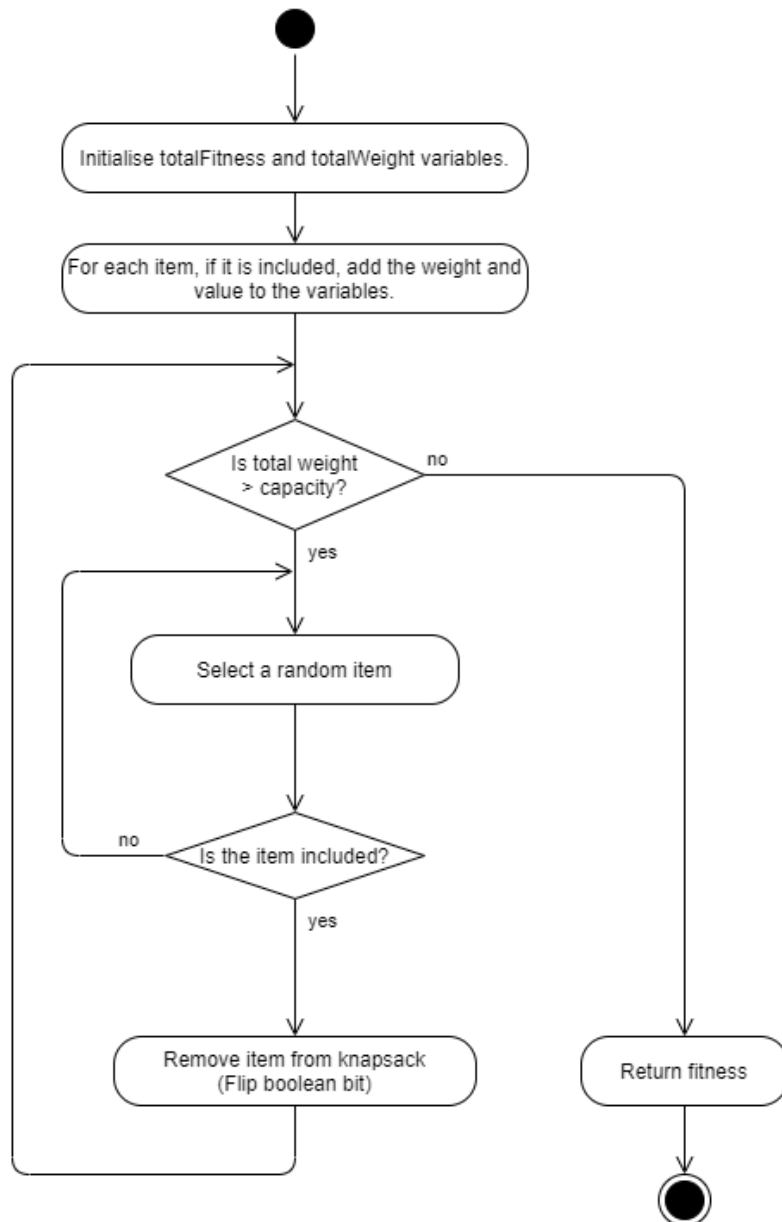 Initialise totalFitness and totalWeight variables.
For each item, if it is included, add the weight and
value to the variables.
Is total weight
> capacity?
no
yes
Select a random item
Is the item included?
no
yes
Remove item from knapsack
(Flip boolean bit)
Return fitness